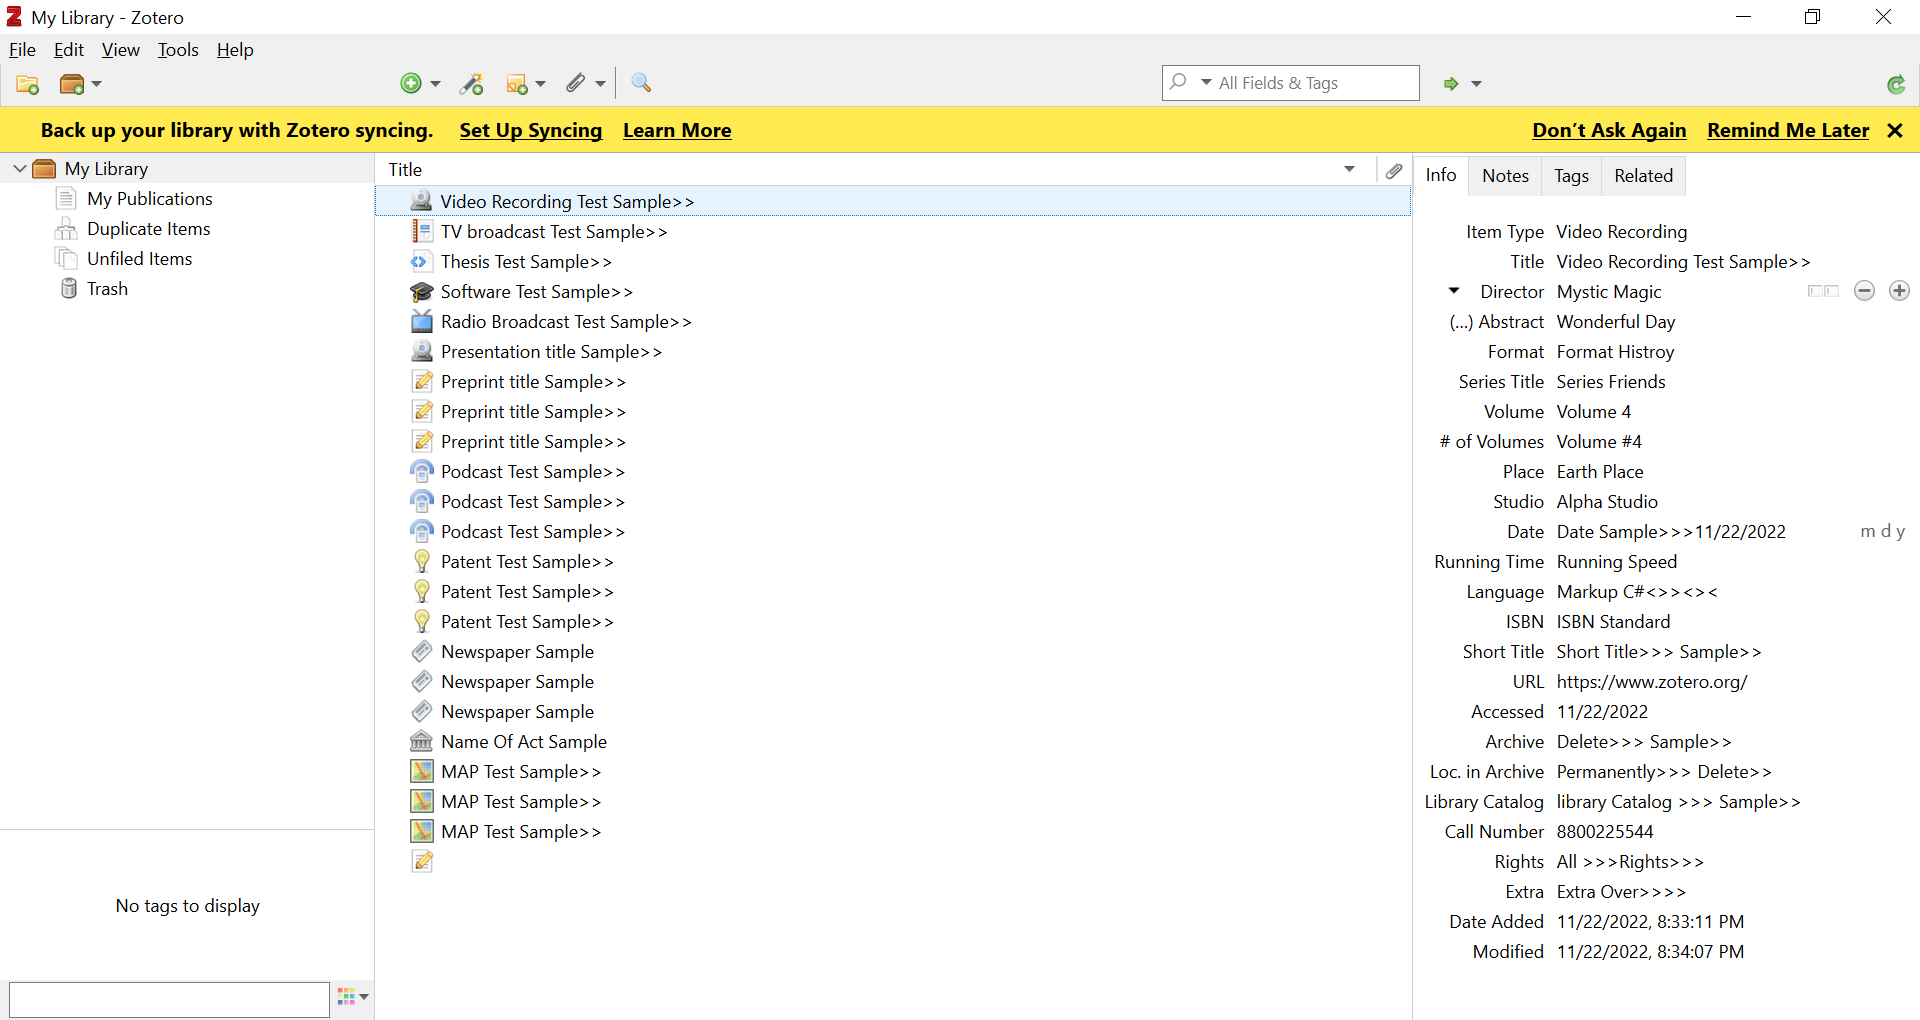 My Library - Zotero
File Edit View Tools Help
All Fields & Tags
Back up your library with Zotero syncing. Set Up Syncing Learn More Don’t Ask Again Remind Me Later
My Library
My Publications
Duplicate Items
Unfiled Items
Trash
No tags to display
Title
Video Recording Test Sample>>
TV broadcast Test Sample>>
Thesis Test Sample>>
Software Test Sample>>
Radio Broadcast Test Sample>>
Presentation title Sample>>
Preprint title Sample>>
Preprint title Sample>>
Preprint title Sample>>
Podcast Test Sample>>
Podcast Test Sample>>
Podcast Test Sample>>
Patent Test Sample>>
Patent Test Sample>>
Patent Test Sample>>
Newspaper Sample
Newspaper Sample
Newspaper Sample
Name Of Act Sample
MAP Test Sample>>
MAP Test Sample>>
MAP Test Sample>>
Info Notes Tags Related
Item Type Video Recording
Title Video Recording Test Sample>>
Director Mystic Magic
(...) Abstract Wonderful Day
Format Format Histroy
Series Title Series Friends
Volume Volume 4
# of Volumes Volume #4
Place Earth Place
Studio Alpha Studio
Date Date Sample>>>11/22/2022 m d y
Running Time Running Speed
Language Markup C#<>><><
ISBN ISBN Standard
Short Title Short Title>>> Sample>>
URL https://www.zotero.org/
Accessed 11/22/2022
Archive Delete>>> Sample>>
Loc. in Archive Permanently>>> Delete>>
Library Catalog library Catalog >>> Sample>>
Call Number 8800225544
Rights All >>>Rights>>>
Extra Extra Over>>>>
Date Added 11/22/2022, 8:33:11 PM
Modified 11/22/2022, 8:34:07 PM